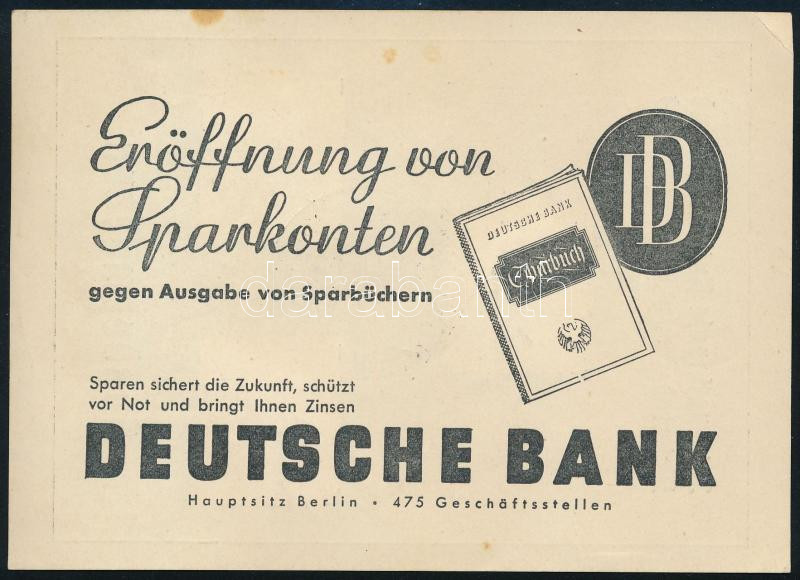 Eröffnung von
Sparkonten
gegen Ausgabe von Sparbüchern
DB
DEUTSCHE BANK
Sparbuch
Sparen sichert die Zukunft, schützt
vor Not und bringt Ihnen Zinsen
DEUTSCHE BANK
Hauptsitz Berlin • 475 Geschäftsstellen
darabanth